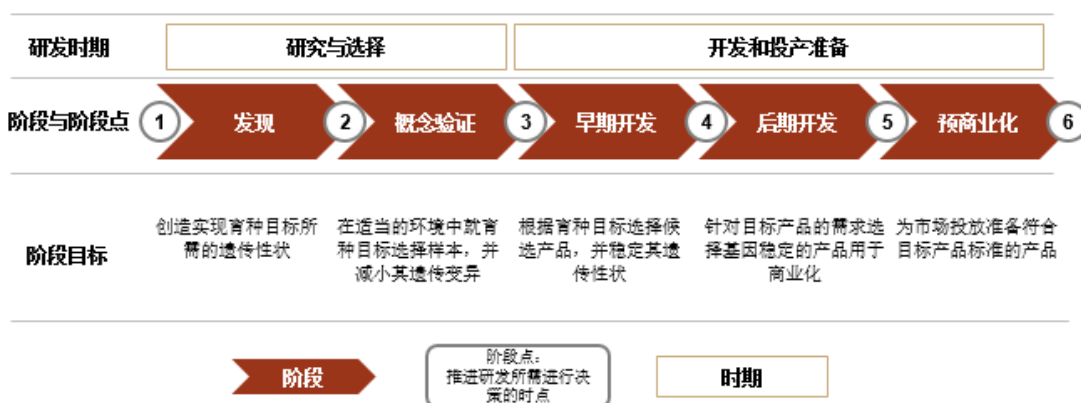 研发时期
研究与选择
开发和投产准备
阶段与阶段点
1
发现
2
概念验证
3
早期开发
4
后期开发
5
预商业化
6
阶段目标
创造实现育种目标所
需的遗传性状
在适当的环境中就育
种目标选择样本，并
减小其遗传变异
根据育种目标选择候
选产品，并稳定其遗
传性状
针对目标产品的需求选
择基因稳定的产品用于
商业化
为市场投放准备符合
目标产品标准的产品
阶段
阶段点：
推进研发所需进行决
策的时点
时期